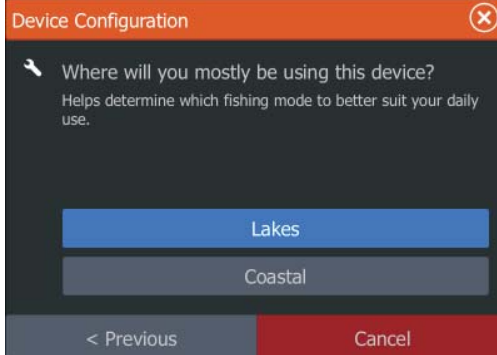 Device Configuration
Where will you mostly be using this device?
Helps determine which fishing mode to better suit your daily
use.
Lakes
Coastal
< Previous
Cancel